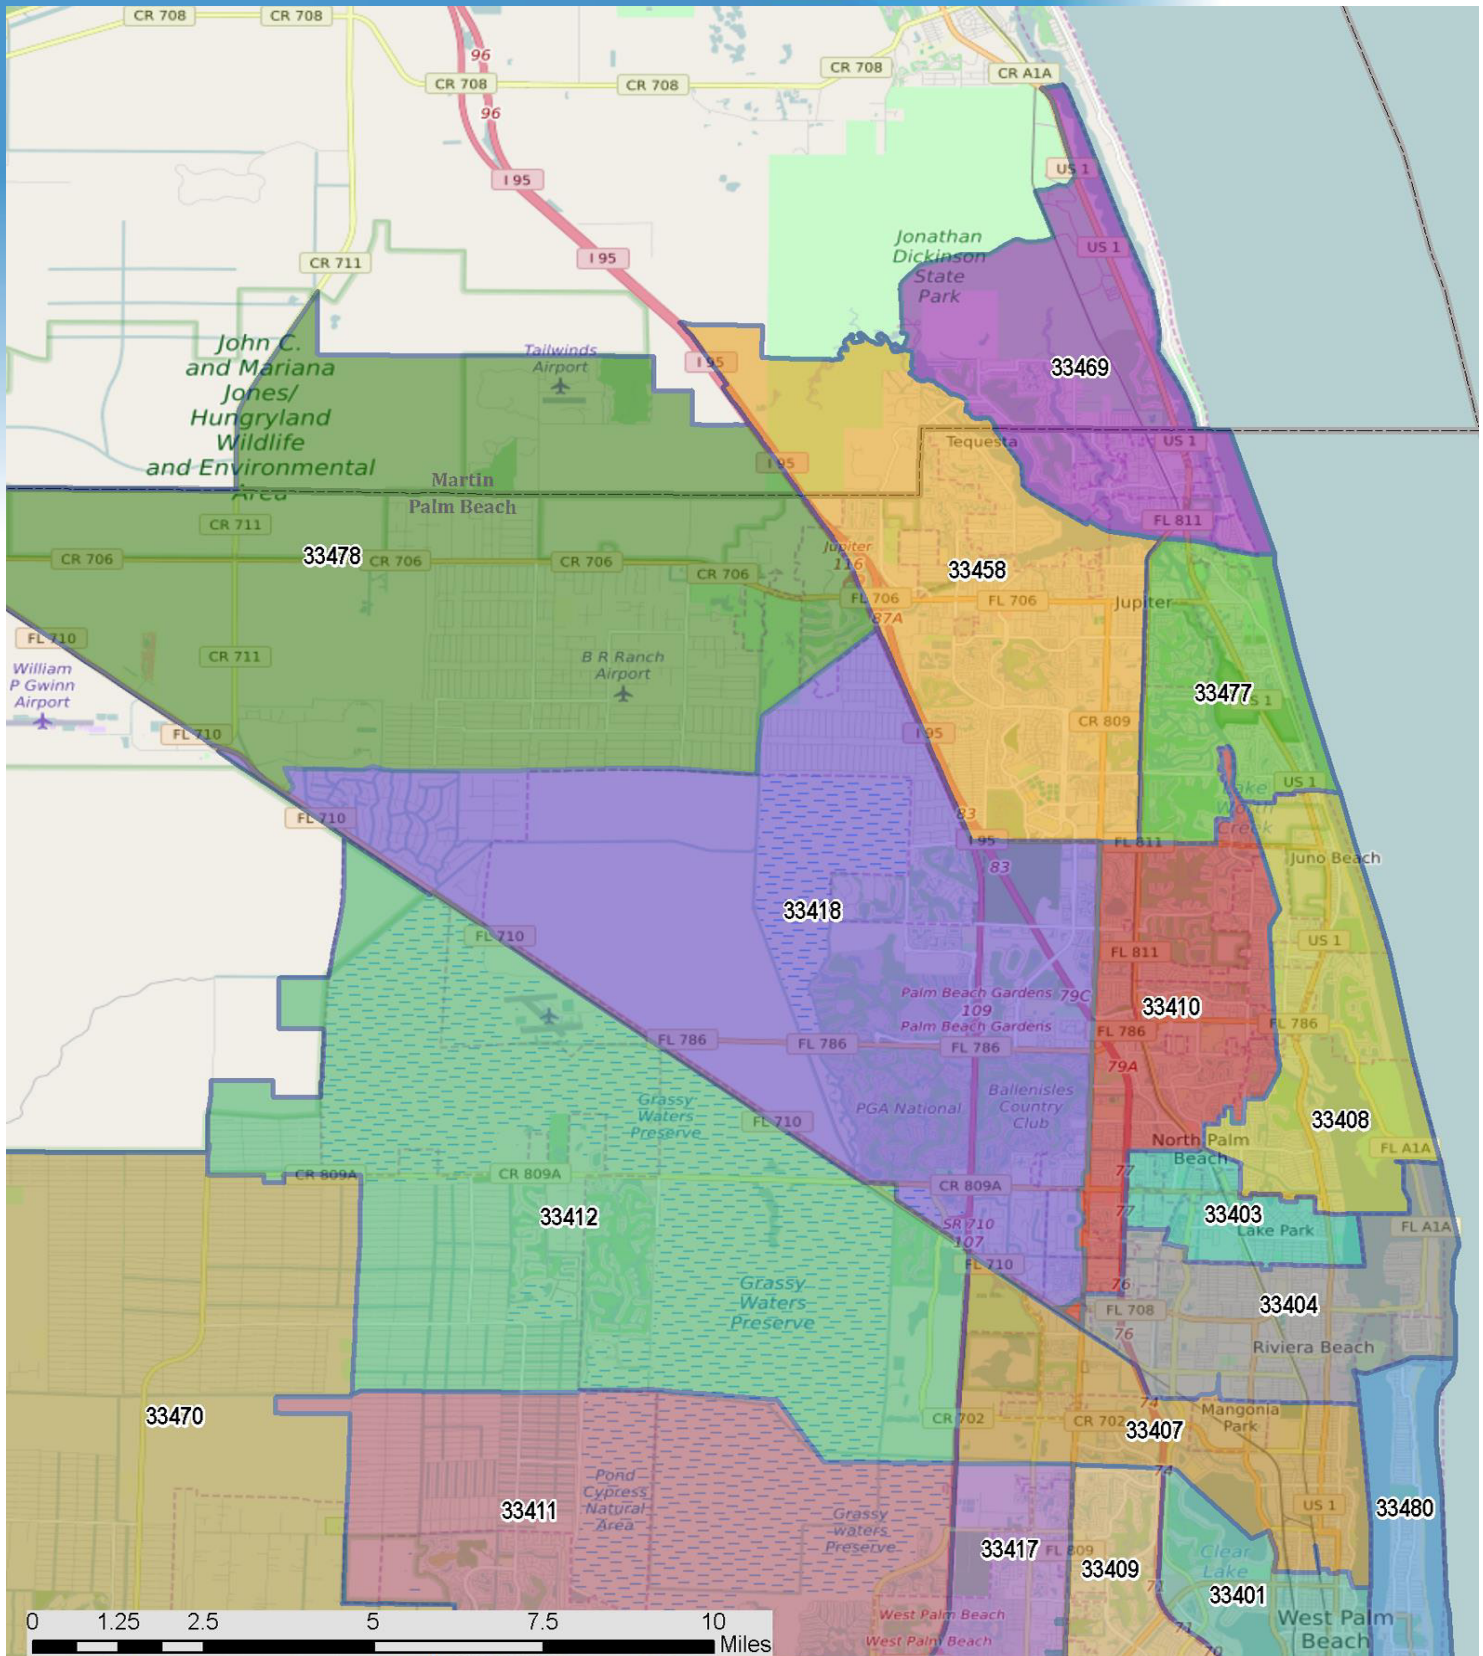 CR 708
CR 708
96
CR 708
CR 708
CR 708
CR A1A
96
US 1
I 95
Jonathan
Dickinson
State
Park
US 1
I 95
CR 711
John C.
and Mariana
Jones/
Hungryland
Wildlife
and Environmental
Area
Tailwinds
Airport
I 95
33469
Tequesta
US 1
I 95
Martin
Palm Beach
CR 711
FL 811
33478
CR 706
CR 706
CR 706
CR 706
Jupiter
116
33458
FL 706
FL 706
87A
Jupiter
FL 710
William
P Gwinn
Airport
CR 711
B R Ranch
Airport
33477
S 1
FL 710
I 95
CR 809
US 1
Lake
Worth
Creek
FL 710
83
I 95
83
FL 811
Juno Beach
33418
FL 710
FL 811
US 1
Palm Beach Gardens
109
Palm Beach Gardens
79C
33410
FL 786
FL 786
FL 786
FL 786
FL 786
79A
Grassy
Waters
Preserve
FL 710
PGA National
Ballenisles
Country
Club
33408
North Palm
Beach
FL A1A
CR 809A
CR 809A
CR 809A
77
77
33412
SR 710
107
33403
Lake Park
FL A1A
FL 710
Grassy
Waters
Preserve
76
FL 708
76
33404
Riviera Beach
33470
CR 702
CR 702
74
33407
Mangonia
Park
74
33411
Pond
Cypress
Natural
Area
Grassy
waters
Preserve
US 1
33480
33417
FL 809
33409
Clear
Lake
71
33401
West Palm Beach
West Palm Beach
71
70
West Palm
Beach
0 1.25 2.5 5 7.5 10
Miles